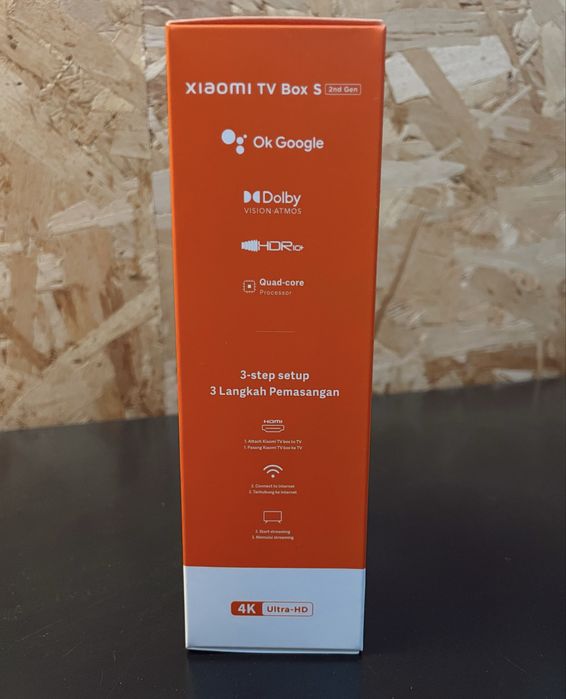 xiaomi TV Box S 2nd Gen
Ok Google
Dolby
VISION·ATMOS
HDR10+
Quad-core
Processor
3-step setup
3 Langkah Pemasangan
HDMI
1. Attach Xiaomi TV box to TV
1. Pasang Xiaomi TV box ke TV
2. Connect to internet
2. Terhubung ke internet
3. Start streaming
3. Memulai streaming
4K Ultra-HD